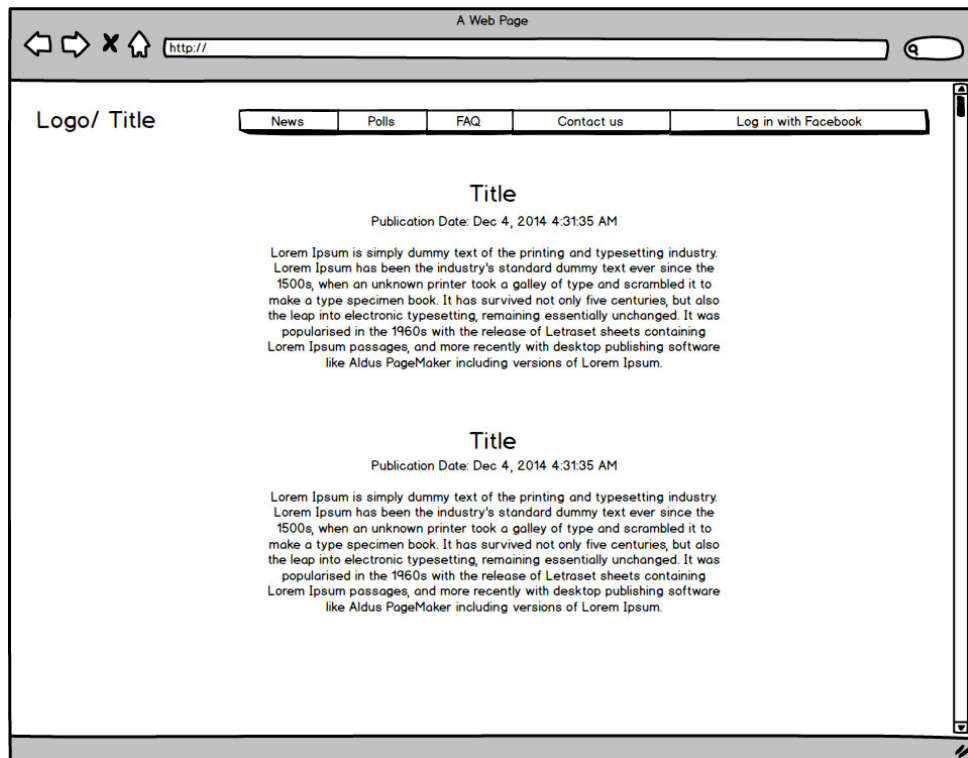 A Web Page
http://
Logo/ Title
News Polls FAQ Contact us Log in with Facebook
Title
Publication Date: Dec 4, 2014 4:31:35 AM
Lorem Ipsum is simply dummy text of the printing and typesetting industry.
Lorem Ipsum has been the industry's standard dummy text ever since the
1500s, when an unknown printer took a galley of type and scrambled it to
make a type specimen book. It has survived not only five centuries, but also
the leap into electronic typesetting, remaining essentially unchanged. It was
popularised in the 1960s with the release of Letraset sheets containing
Lorem Ipsum passages, and more recently with desktop publishing software
like Aldus PageMaker including versions of Lorem Ipsum.
Title
Publication Date: Dec 4, 2014 4:31:35 AM
Lorem Ipsum is simply dummy text of the printing and typesetting industry.
Lorem Ipsum has been the industry's standard dummy text ever since the
1500s, when an unknown printer took a galley of type and scrambled it to
make a type specimen book. It has survived not only five centuries, but also
the leap into electronic typesetting, remaining essentially unchanged. It was
popularised in the 1960s with the release of Letraset sheets containing
Lorem Ipsum passages, and more recently with desktop publishing software
like Aldus PageMaker including versions of Lorem Ipsum.